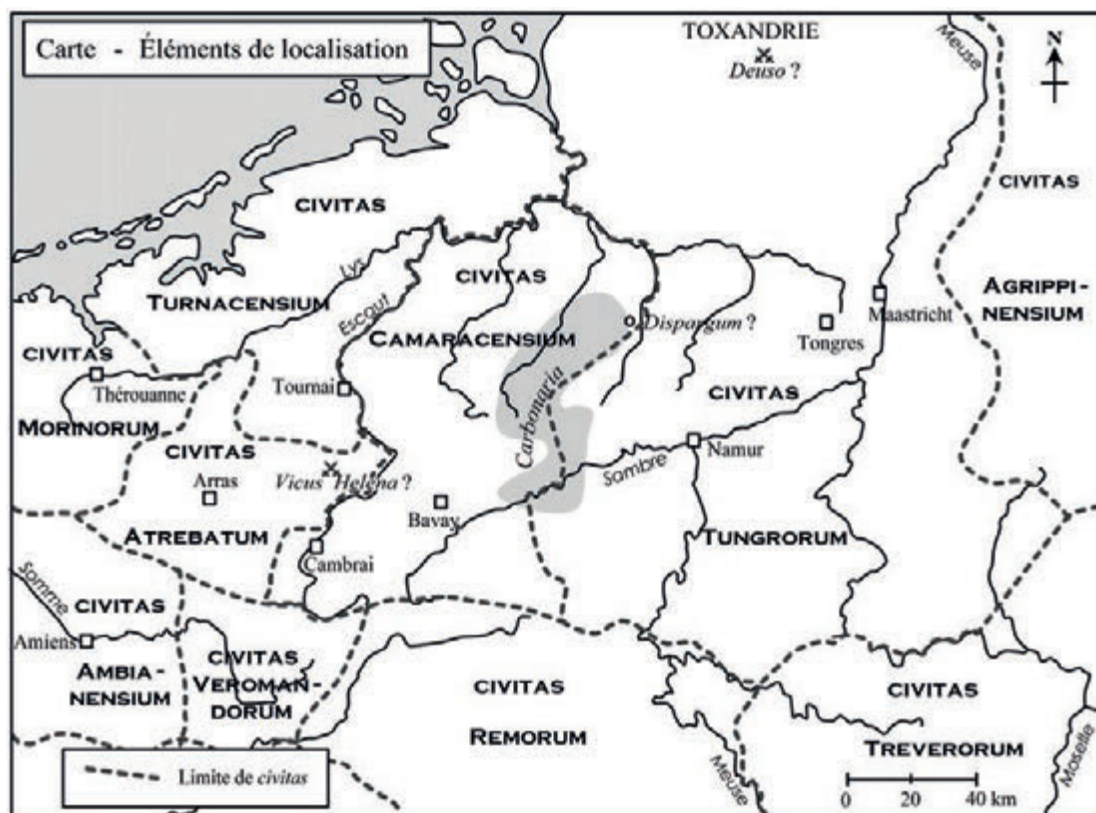 Carte - Éléments de localisation
TOXANDRIE
Deuso ?
Meuse
N
CIVITAS
CIVITAS
Lys
CIVITAS
TURNACENSIUM
Escaut
AGRIPPI-
NENSIUM
Maastricht
CAMARACENSIUM
Dispargum ?
Tongres
CIVITAS
Thérouanne
Tournai
CIVITAS
MORINORUM
Carbonaria
CIVITAS
Namur
Sambre
Vicus Heléna ?
Arras
Bavay
ATREBATUM
TUNGRORUM
Cambrai
Somme
CIVITAS
Amiens
AMBIA-
NENSIUM
CIVITAS
VEROMAN-
DORUM
CIVITAS
REMORUM
CIVITAS
TREVERORUM
Meuse
Moselle
Limite de civitas
0 20 40 km